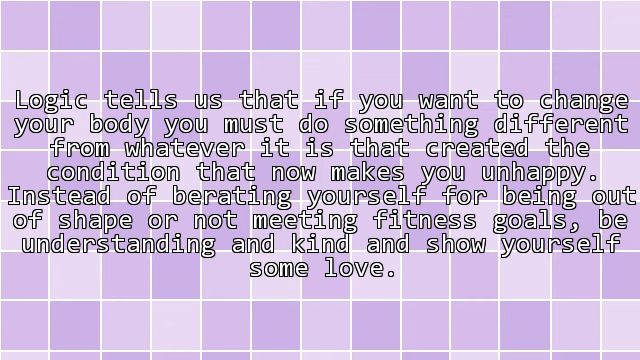 Logic tells us that if you want to change
your body you must do something different
from whatever it is that created the
condition that now makes you unhappy.
Instead of berating yourself for being out
of shape or not meeting fitness goals, be
understanding and kind and show yourself
some love.